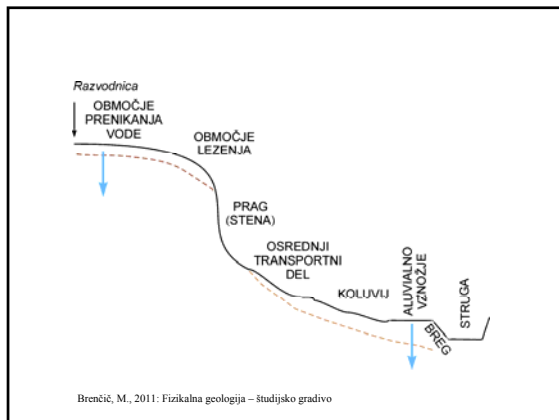 Razvodnica
OBMOČJE
PRENIKANJA
VODE
OBMOČJE
LEZENJA
PRAG
(STENA)
OSREDNJI
TRANSPORTNI
DEL
KOLUVIJ
ALUVIALNO
VZNOŽJE
BREG
STRUGA
Brenčič, M., 2011: Fizikalna geologija – študijsko gradivo